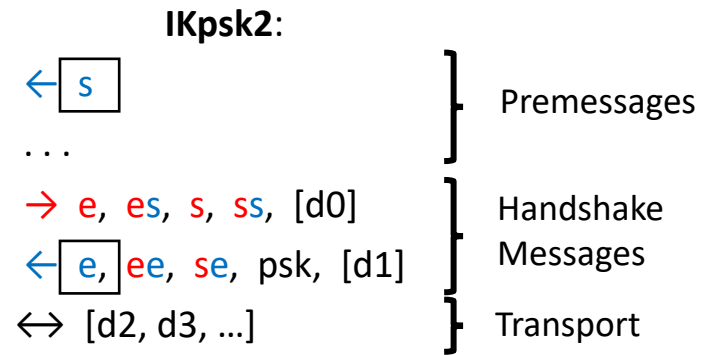 IKpsk2:
← s
Premessages
. . .
→ e, es, s, ss, [d0]
← e, ee, se, psk, [d1]
Handshake
Messages
↔ [d2, d3, …]
Transport